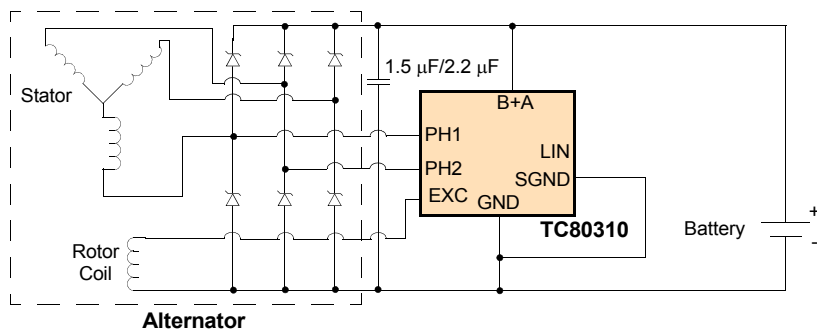 Stator
1.5 μF/2.2 μF
B+A
PH1
LIN
PH2
SGND
EXC
GND
TC80310
Battery
+
-
Rotor
Coil
Alternator